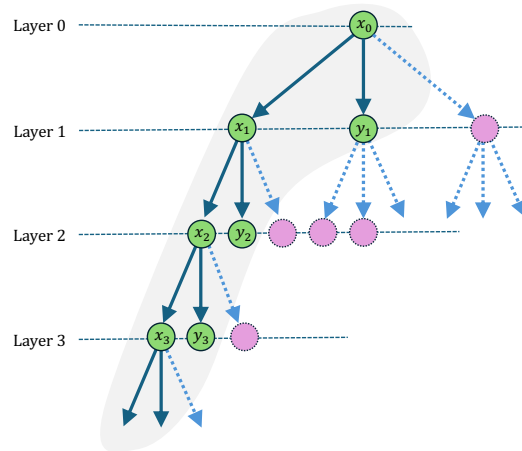 Layer 0
x₀
Layer 1
x₁
y₁
Layer 2
x₂
y₂
Layer 3
x₃
y₃